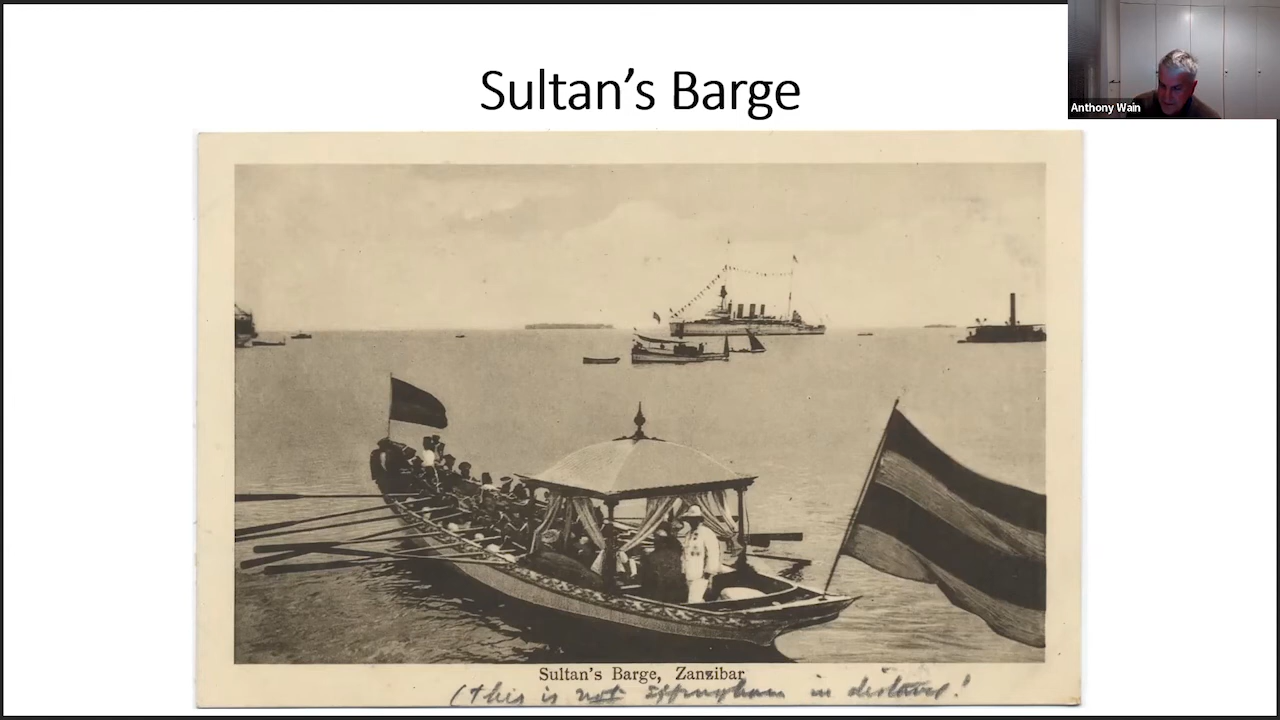 Sultan's Barge
Anthony Wain
Sultan's Barge, Zanzibar
(This is not Effingham in distance!